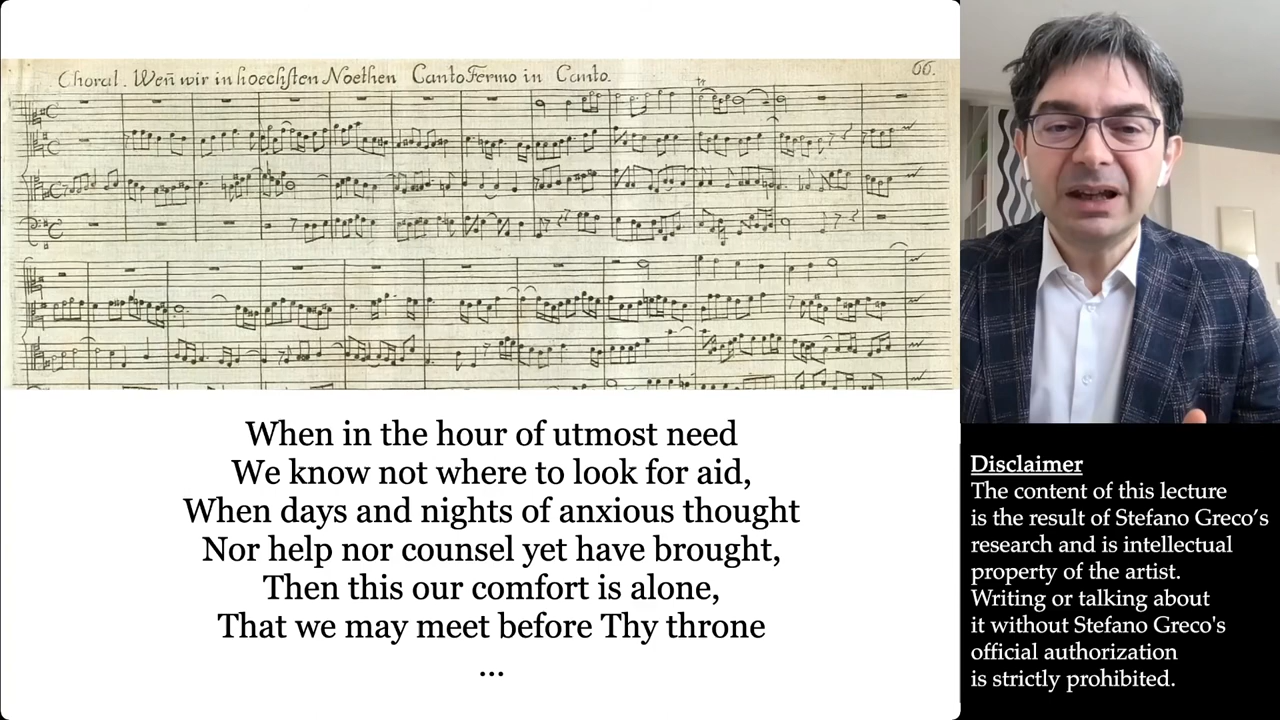 Choral. Weñ wir in hoechsten Noethen Canto Fermo in Canto.
66.
When in the hour of utmost need
We know not where to look for aid,
When days and nights of anxious thought
Nor help nor counsel yet have brought,
Then this our comfort is alone,
That we may meet before Thy throne
...
Disclaimer
The content of this lecture
is the result of Stefano Greco’s
research and is intellectual
property of the artist.
Writing or talking about
it without Stefano Greco's
official authorization
is strictly prohibited.